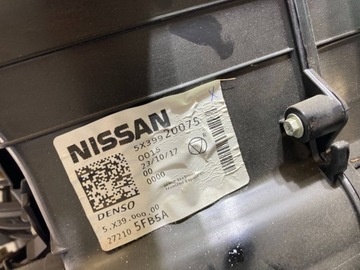 NISSAN
5X39920075
0015
23/10/17
00
0000
DENSO
5.X39.000.00
27210 5FB5A